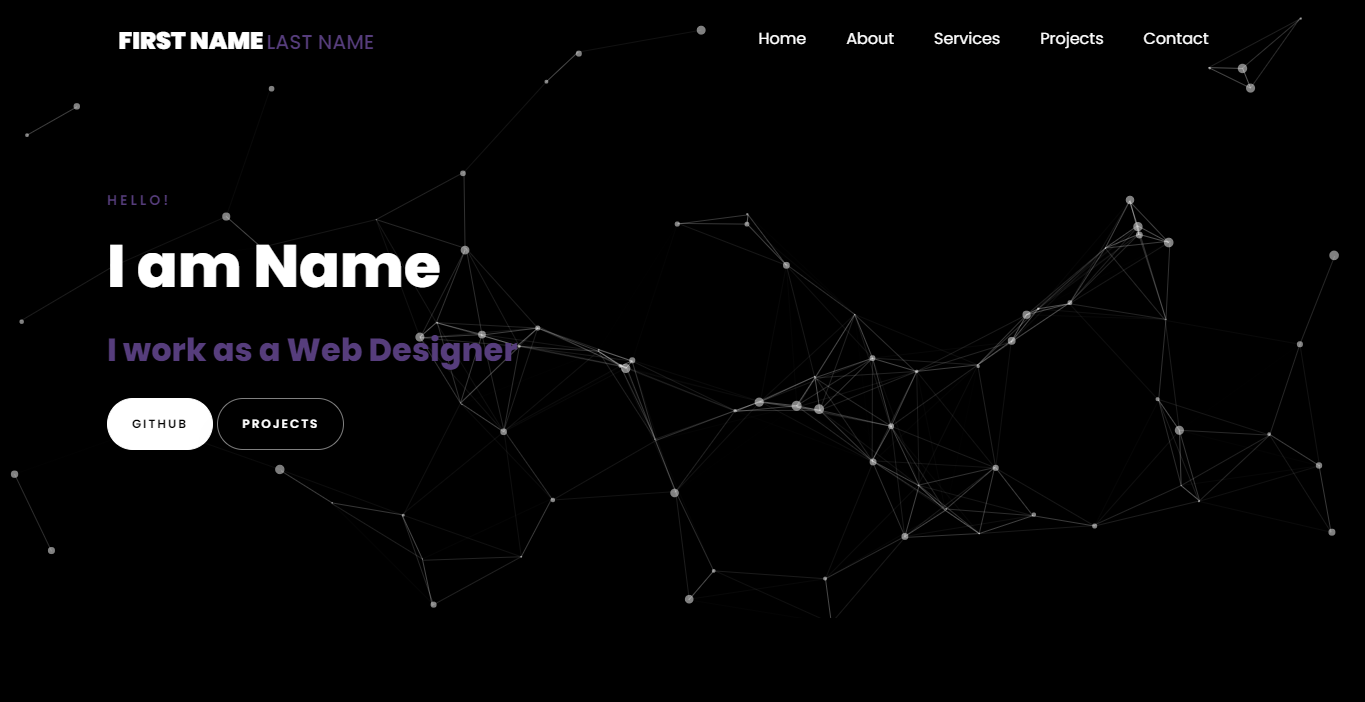 FIRST NAME LAST NAME
Home About Services Projects Contact
HELLO!
I am Name
I work as a Web Designer
GITHUB PROJECTS